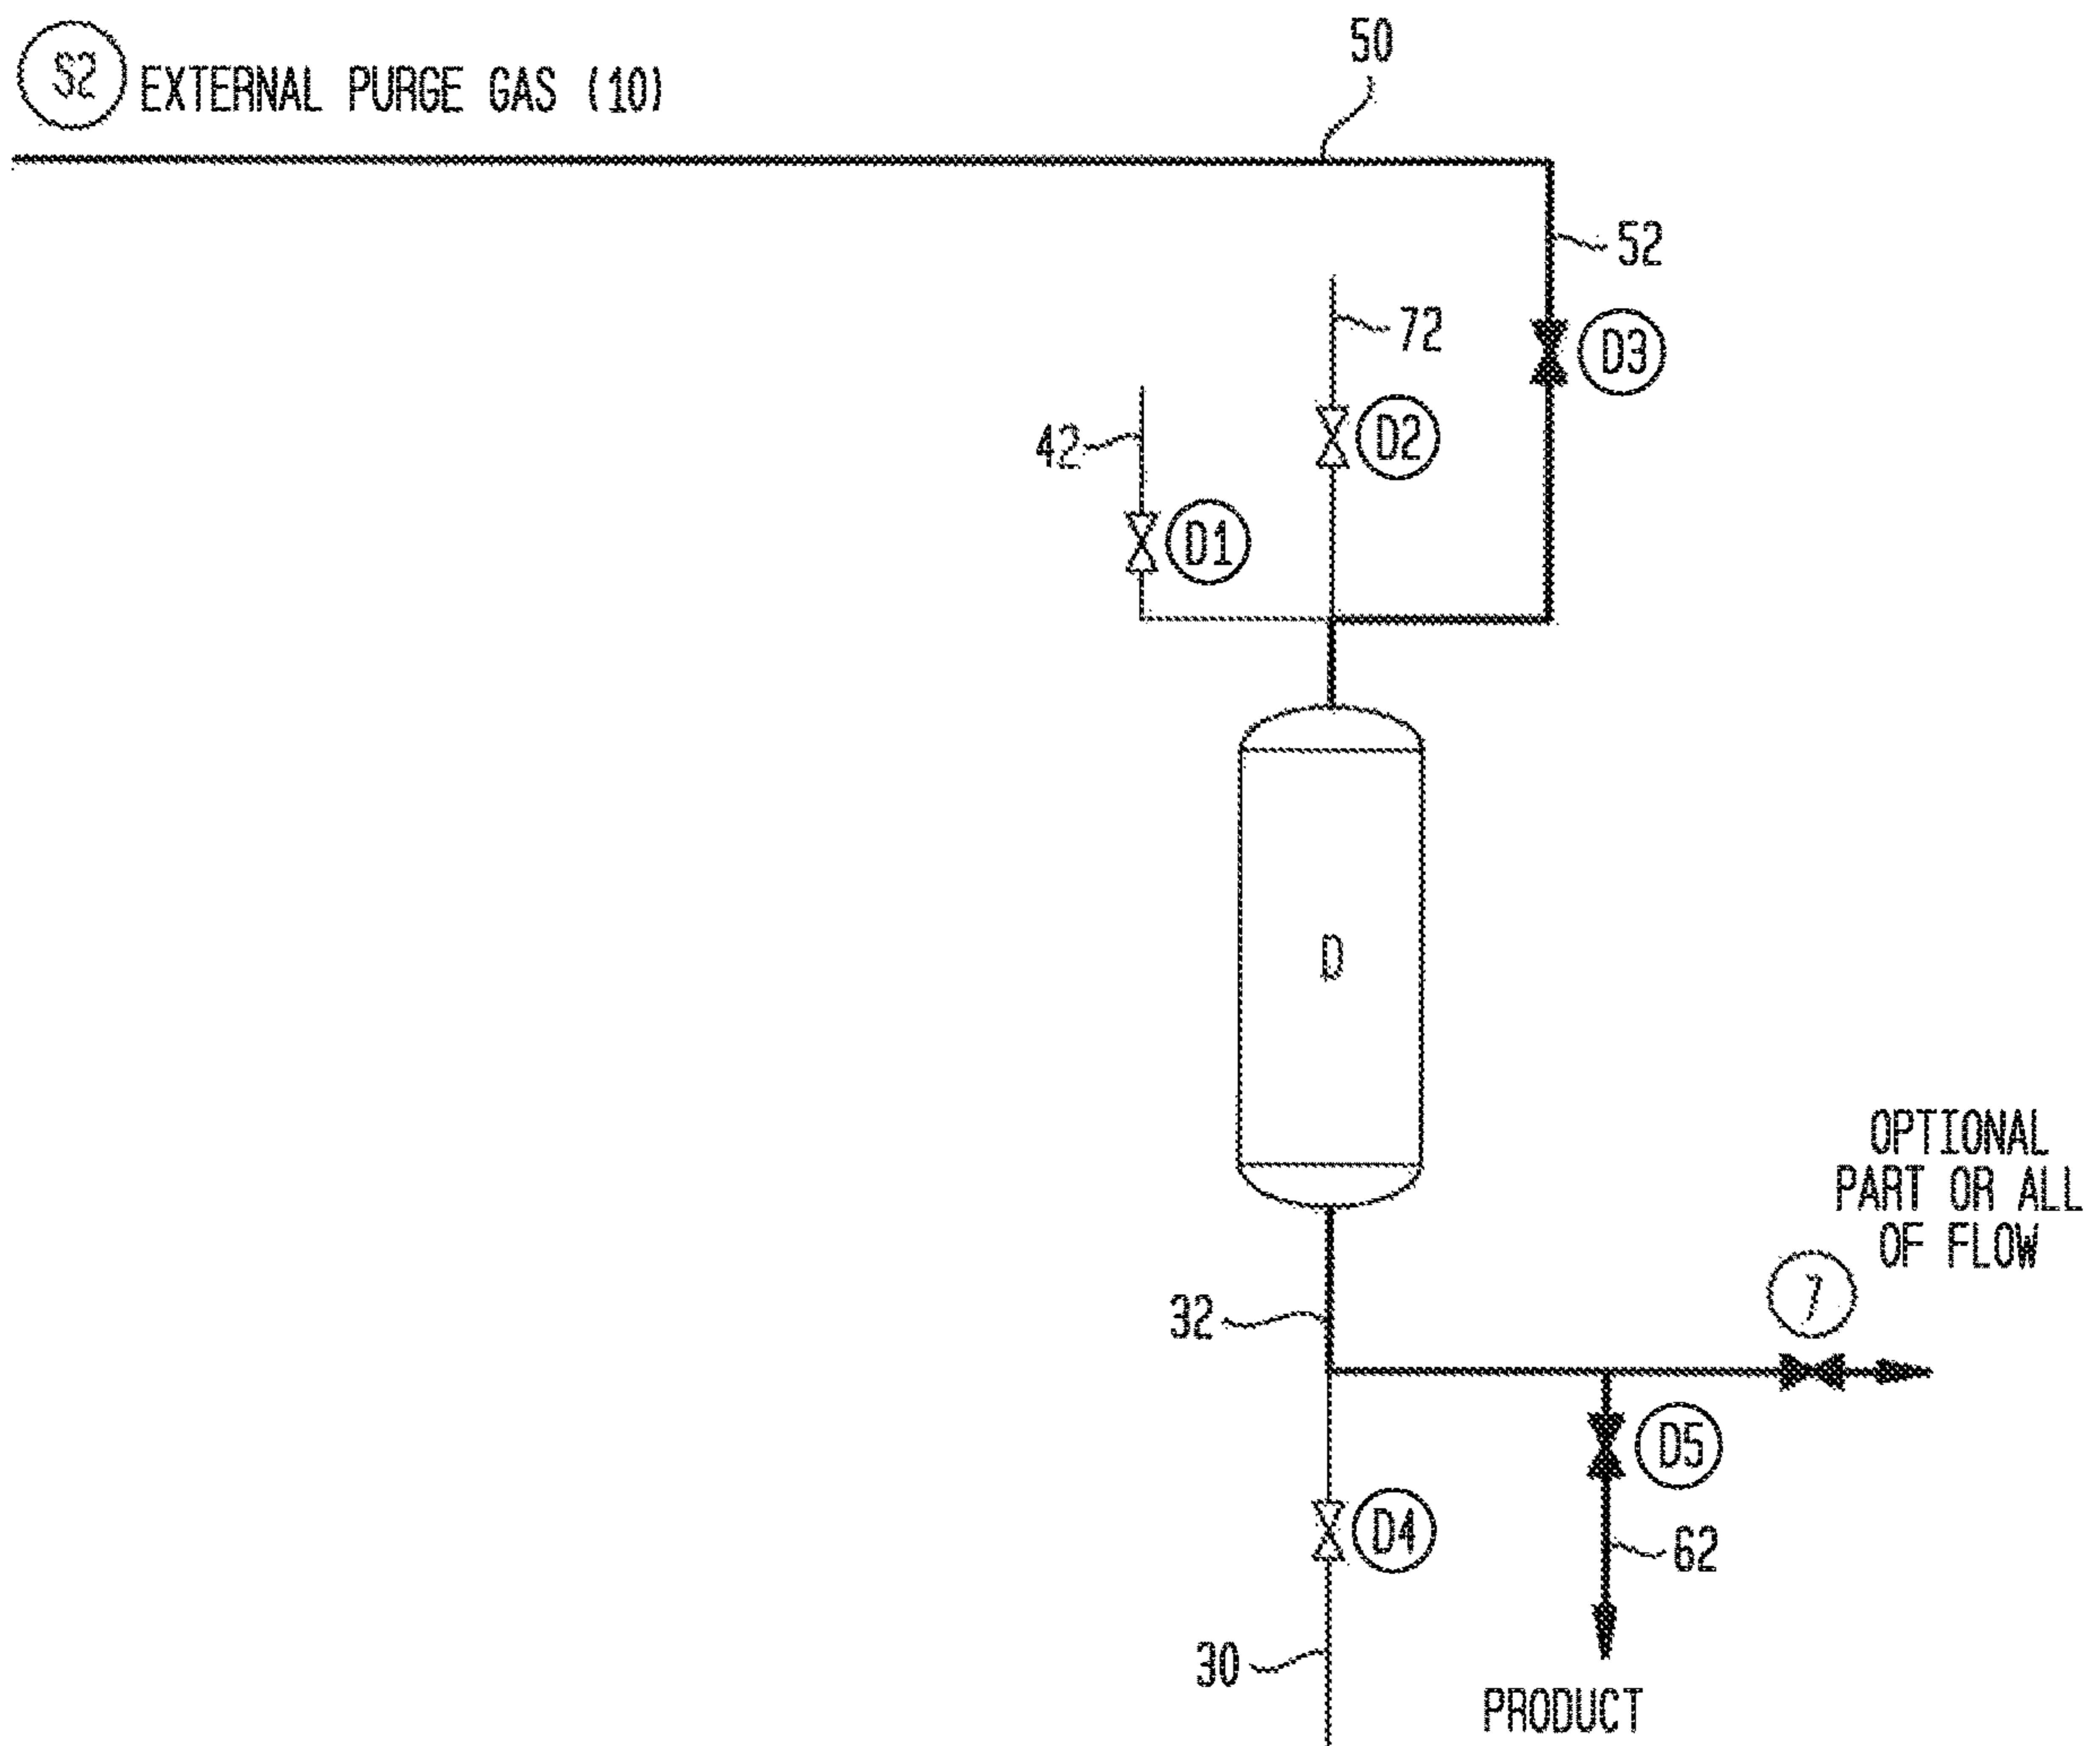 50
S2 EXTERNAL PURGE GAS (10)
52
72
D3
42
D2
D1
D
OPTIONAL
PART OR ALL
OF FLOW
7
32
D5
D4
62
30
PRODUCT